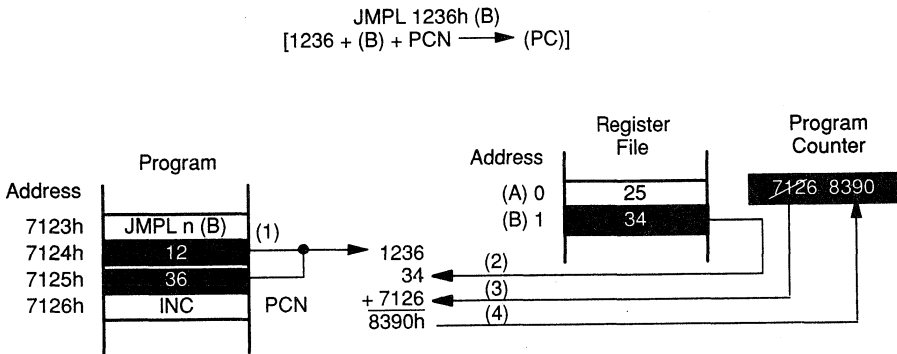 JMPL 1236h (B)
[1236 + (B) + PCN (PC)]
Program
Address
7123h JMPL n (B)
(1)
7124h 12
7125h 36
7126h INC PCN
1236
34
+ 7126
8390h
(2)
(3)
(4)
Register
File
Address
(A) 0 25
(B) 1 34
Program
Counter
7126 8390